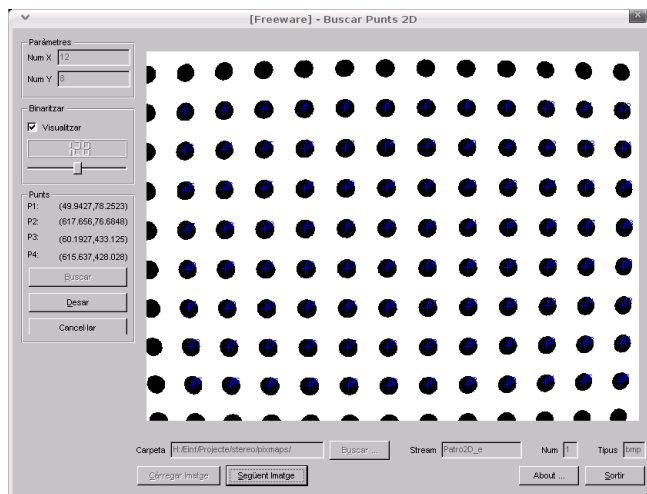 [Freeware] - Buscar Punts 2D
Paràmetres
Num X 12
Num Y 8
Binaritzar
Visualitzar
128
Punts
P1: (49.9427,78.2523)
P2: (617.656,76.6848)
P3: (60.1927,433.125)
P4: (615.637,428.028)
Buscar
Desar
Cancel·lar
Carpeta H:/Eint/Projecte/stereo/pixmaps/ Buscar ... Stream Patro2D_e Num 1 Tipus bmp
Càrregar Imatge Següent Imatge About ... Sortir